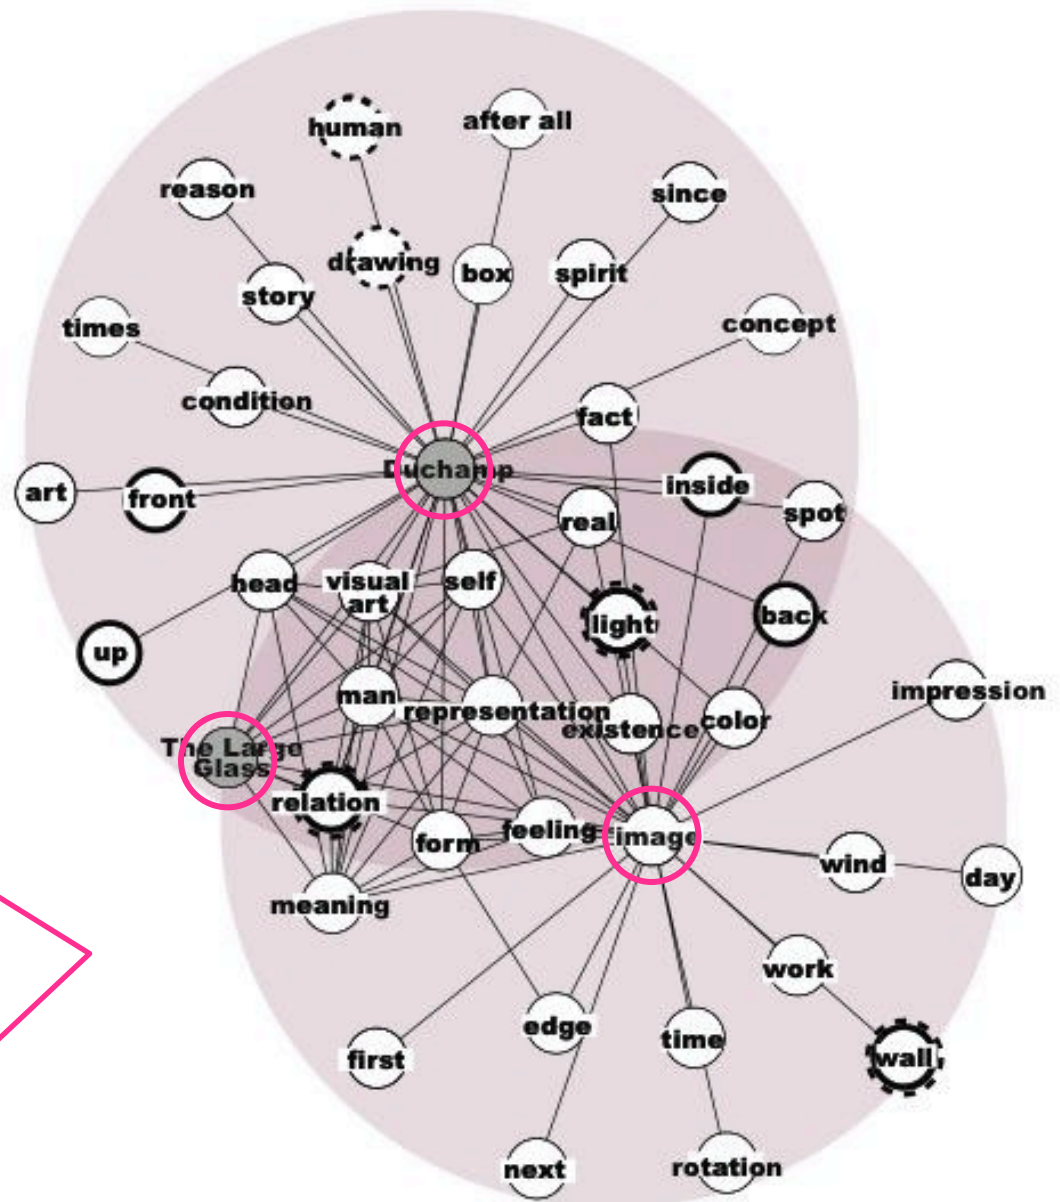 human
after all
reason
since
drawing
box
spirit
story
times
concept
condition
fact
Duchamp
art
front
inside
real
spot
head
visual
art
self
light
back
up
man
representation
existence
color
impression
The Large
Glass
relation
form
feeling
image
wind
day
meaning
work
edge
time
first
wall
next
rotation